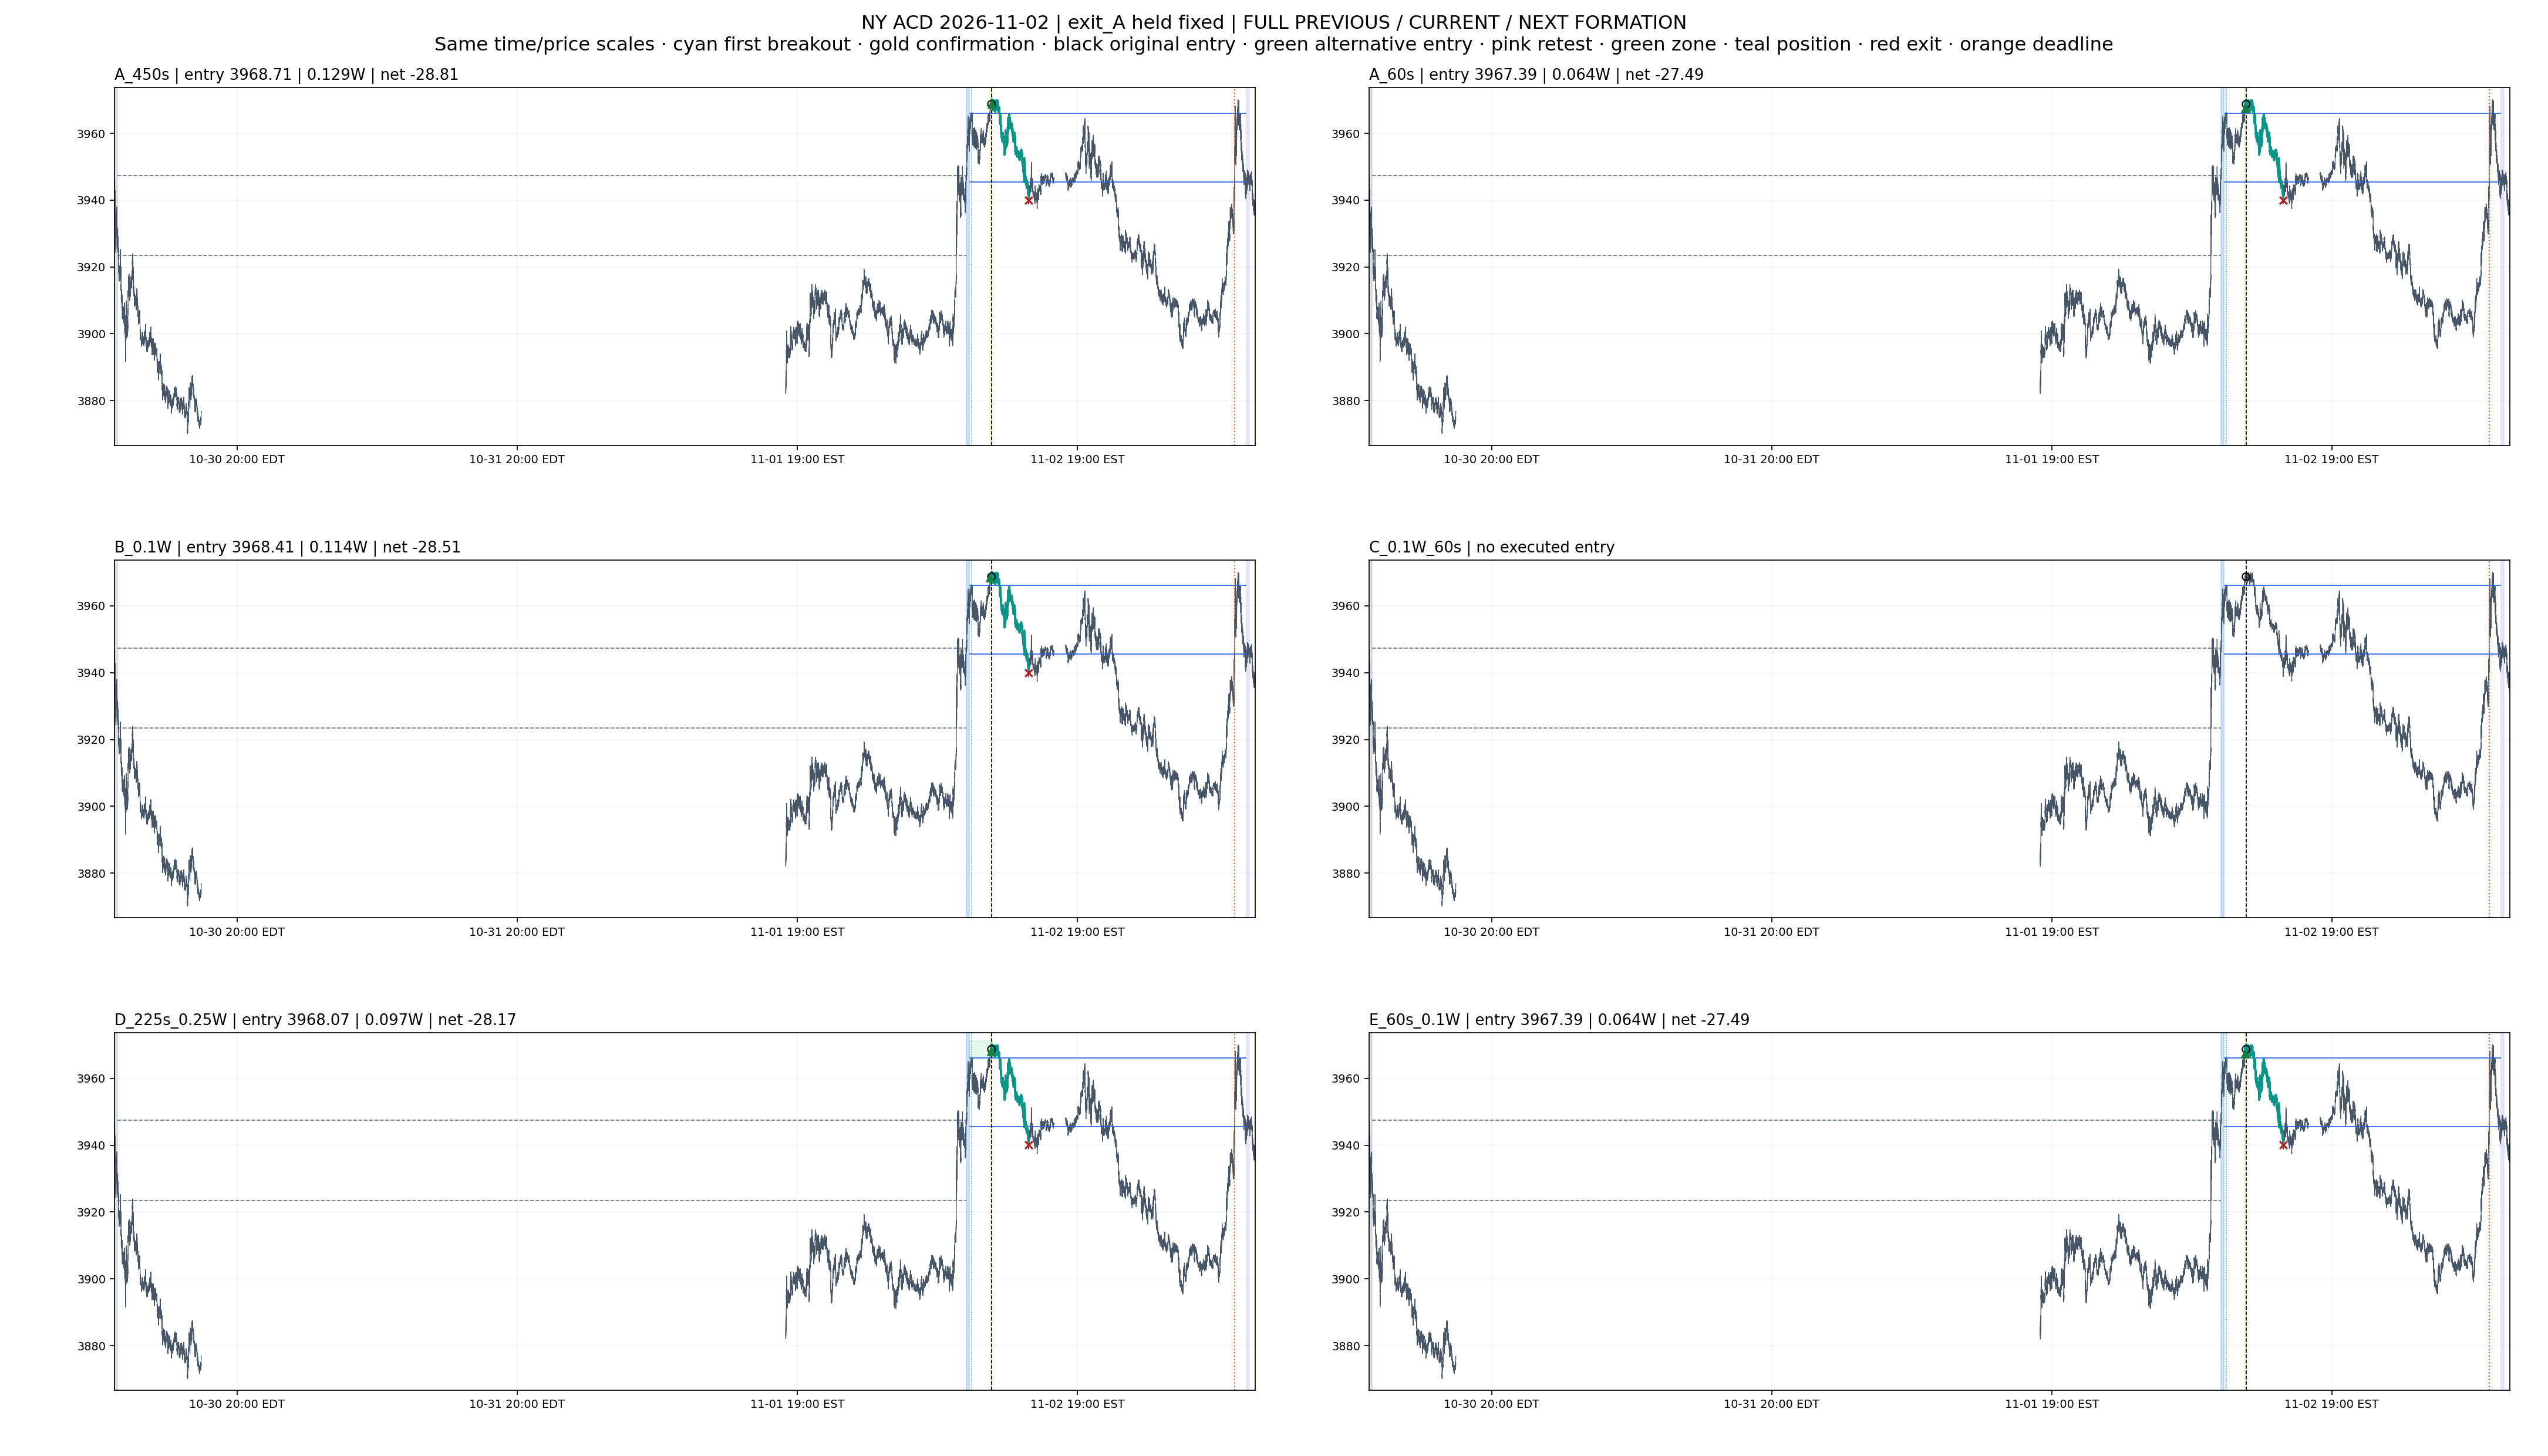 NY ACD 2026-11-02 | exit_A held fixed | FULL PREVIOUS / CURRENT / NEXT FORMATION
Same time/price scales · cyan first breakout · gold confirmation · black original entry · green alternative entry · pink retest · green zone · teal position · red exit · orange deadline
A_450s | entry 3968.71 | 0.129W | net -28.81
3960
3940
3920
3900
3880
10-30 20:00 EDT
10-31 20:00 EDT
11-01 19:00 EST
11-02 19:00 EST
A_60s | entry 3967.39 | 0.064W | net -27.49
3960
3940
3920
3900
3880
10-30 20:00 EDT
10-31 20:00 EDT
11-01 19:00 EST
11-02 19:00 EST
B_0.1W | entry 3968.41 | 0.114W | net -28.51
3960
3940
3920
3900
3880
10-30 20:00 EDT
10-31 20:00 EDT
11-01 19:00 EST
11-02 19:00 EST
C_0.1W_60s | no executed entry
3960
3940
3920
3900
3880
10-30 20:00 EDT
10-31 20:00 EDT
11-01 19:00 EST
11-02 19:00 EST
D_225s_0.25W | entry 3968.07 | 0.097W | net -28.17
3960
3940
3920
3900
3880
10-30 20:00 EDT
10-31 20:00 EDT
11-01 19:00 EST
11-02 19:00 EST
E_60s_0.1W | entry 3967.39 | 0.064W | net -27.49
3960
3940
3920
3900
3880
10-30 20:00 EDT
10-31 20:00 EDT
11-01 19:00 EST
11-02 19:00 EST